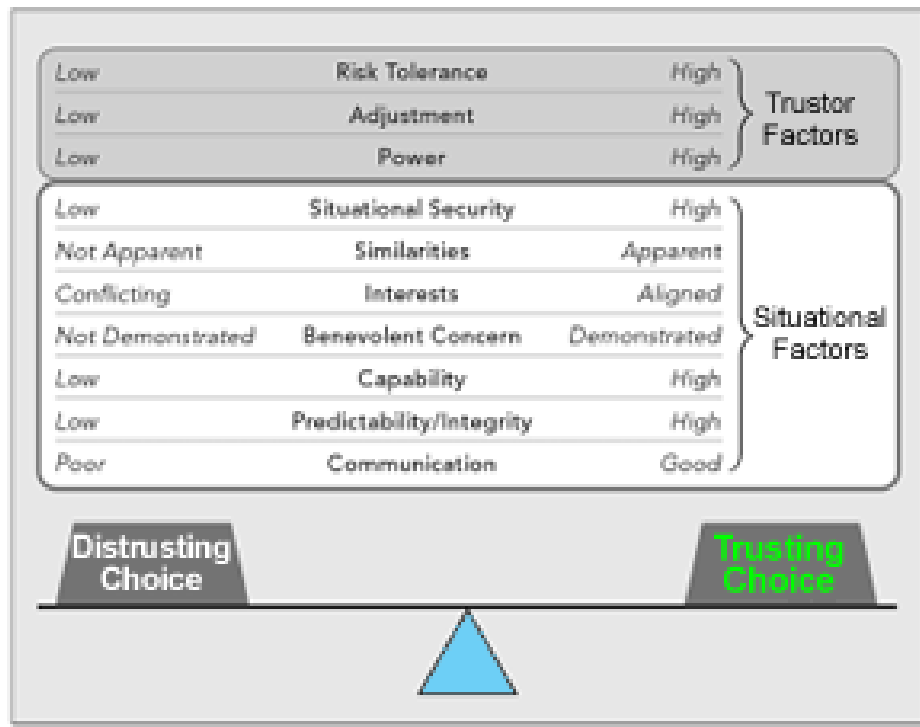 Low Risk Tolerance High
Low Adjustment High
Low Power High
Trustor
Factors
Low Situational Security High
Not Apparent Similarities Apparent
Conflicting Interests Aligned
Not Demonstrated Benevolent Concern Demonstrated
Low Capability High
Low Predictability/Integrity High
Poor Communication Good
Situational
Factors
Distrusting
Choice
Trusting
Choice